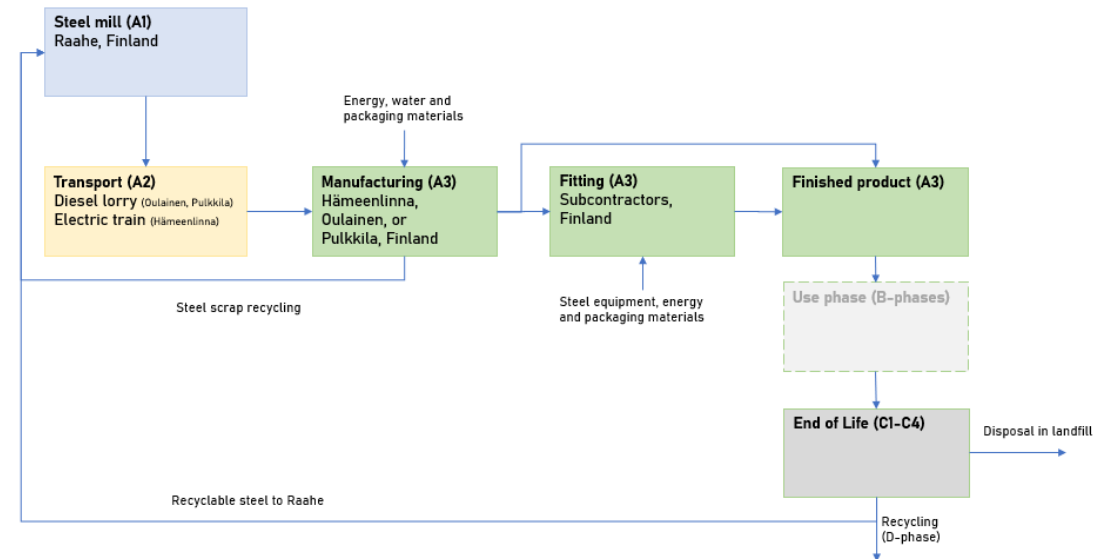 Steel mill (A1)
Raahe, Finland
Energy, water and
packaging materials
Transport (A2)
Diesel lorry (Oulainen, Pulkkila)
Electric train (Hämeenlinna)
Manufacturing (A3)
Hämeenlinna,
Oulainen, or
Pulkkila, Finland
Fitting (A3)
Subcontractors,
Finland
Finished product (A3)
Steel scrap recycling
Steel equipment, energy
and packaging materials
Use phase (B-phases)
End of Life (C1-C4)
Disposal in landfill
Recyclable steel to Raahe
Recycling
(D-phase)